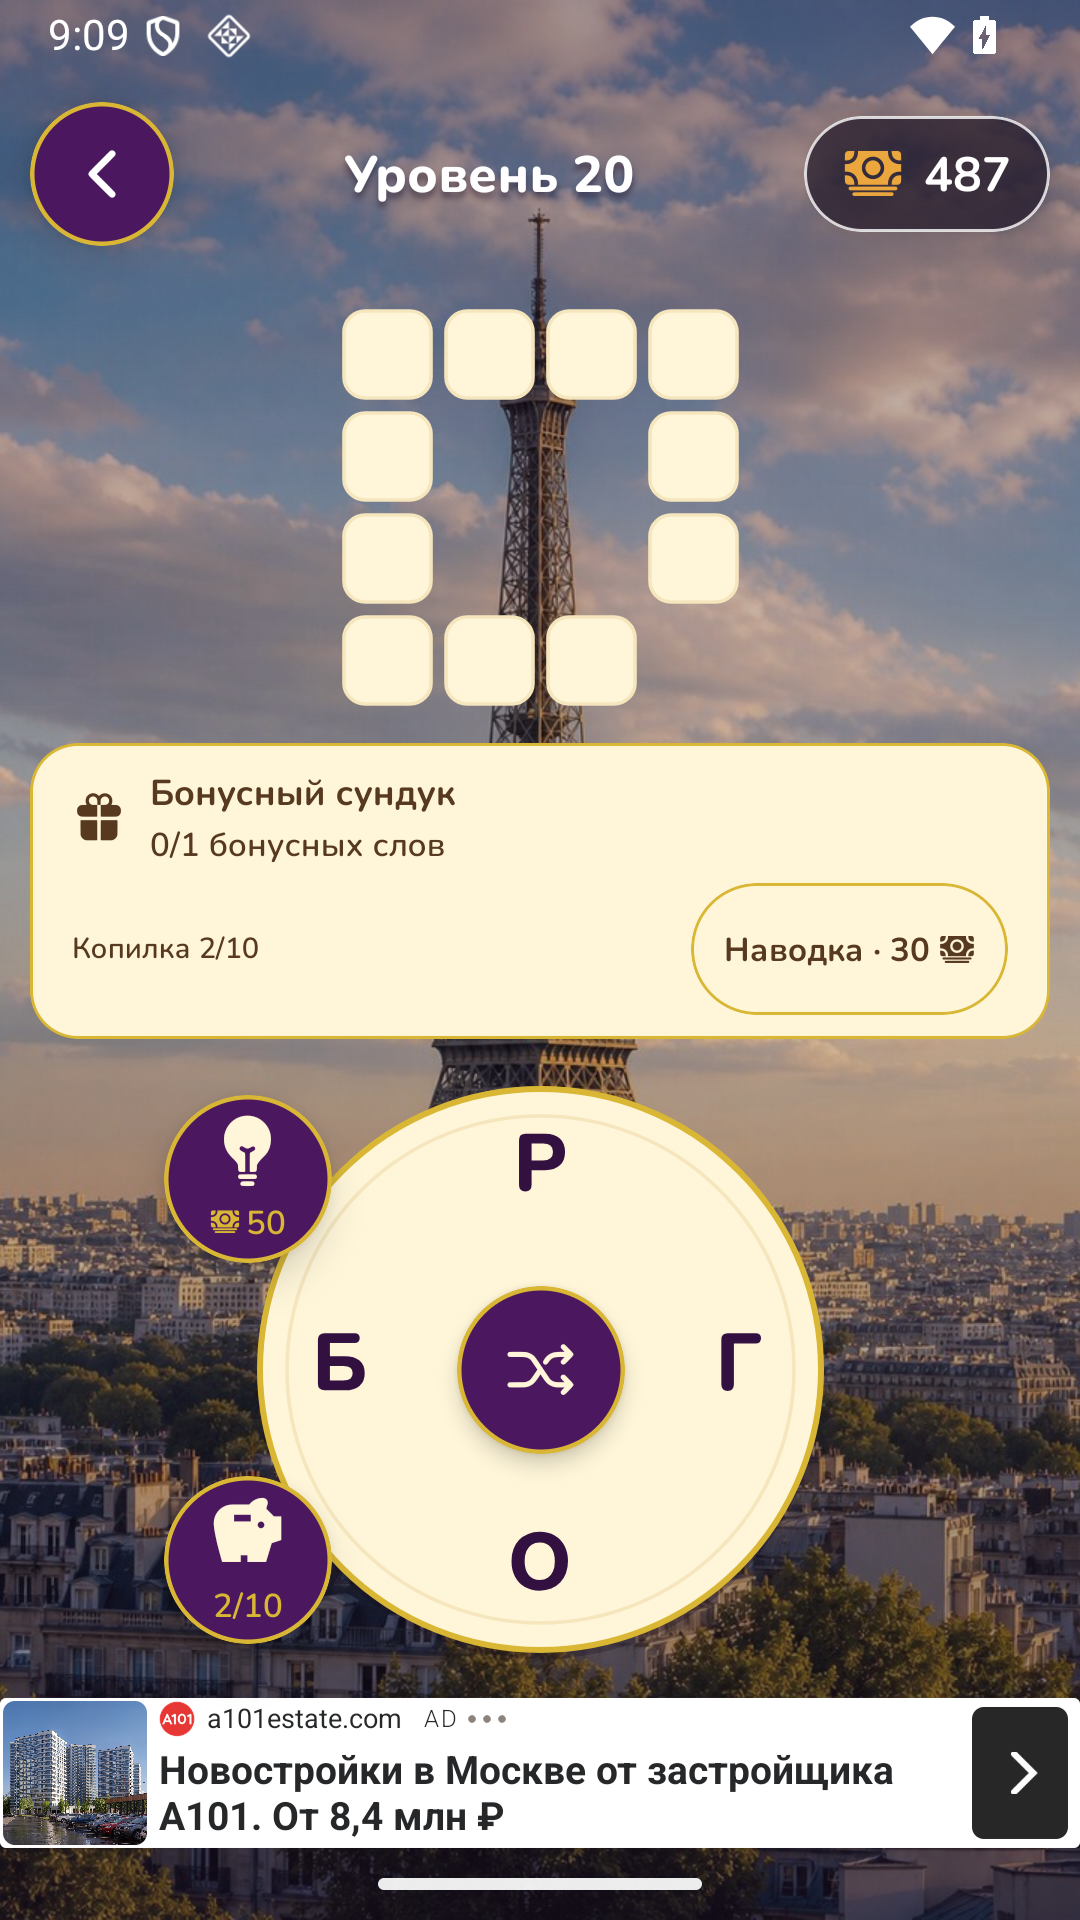 9:09
Уровень 20
487
Бонусный сундук
0/1 бонусных слов
Копилка 2/10
Наводка · 30
50
Р
Б
Г
О
2/10
A101
a101estate.com AD
Новостройки в Москве от застройщика
А101. От 8,4 млн ₽